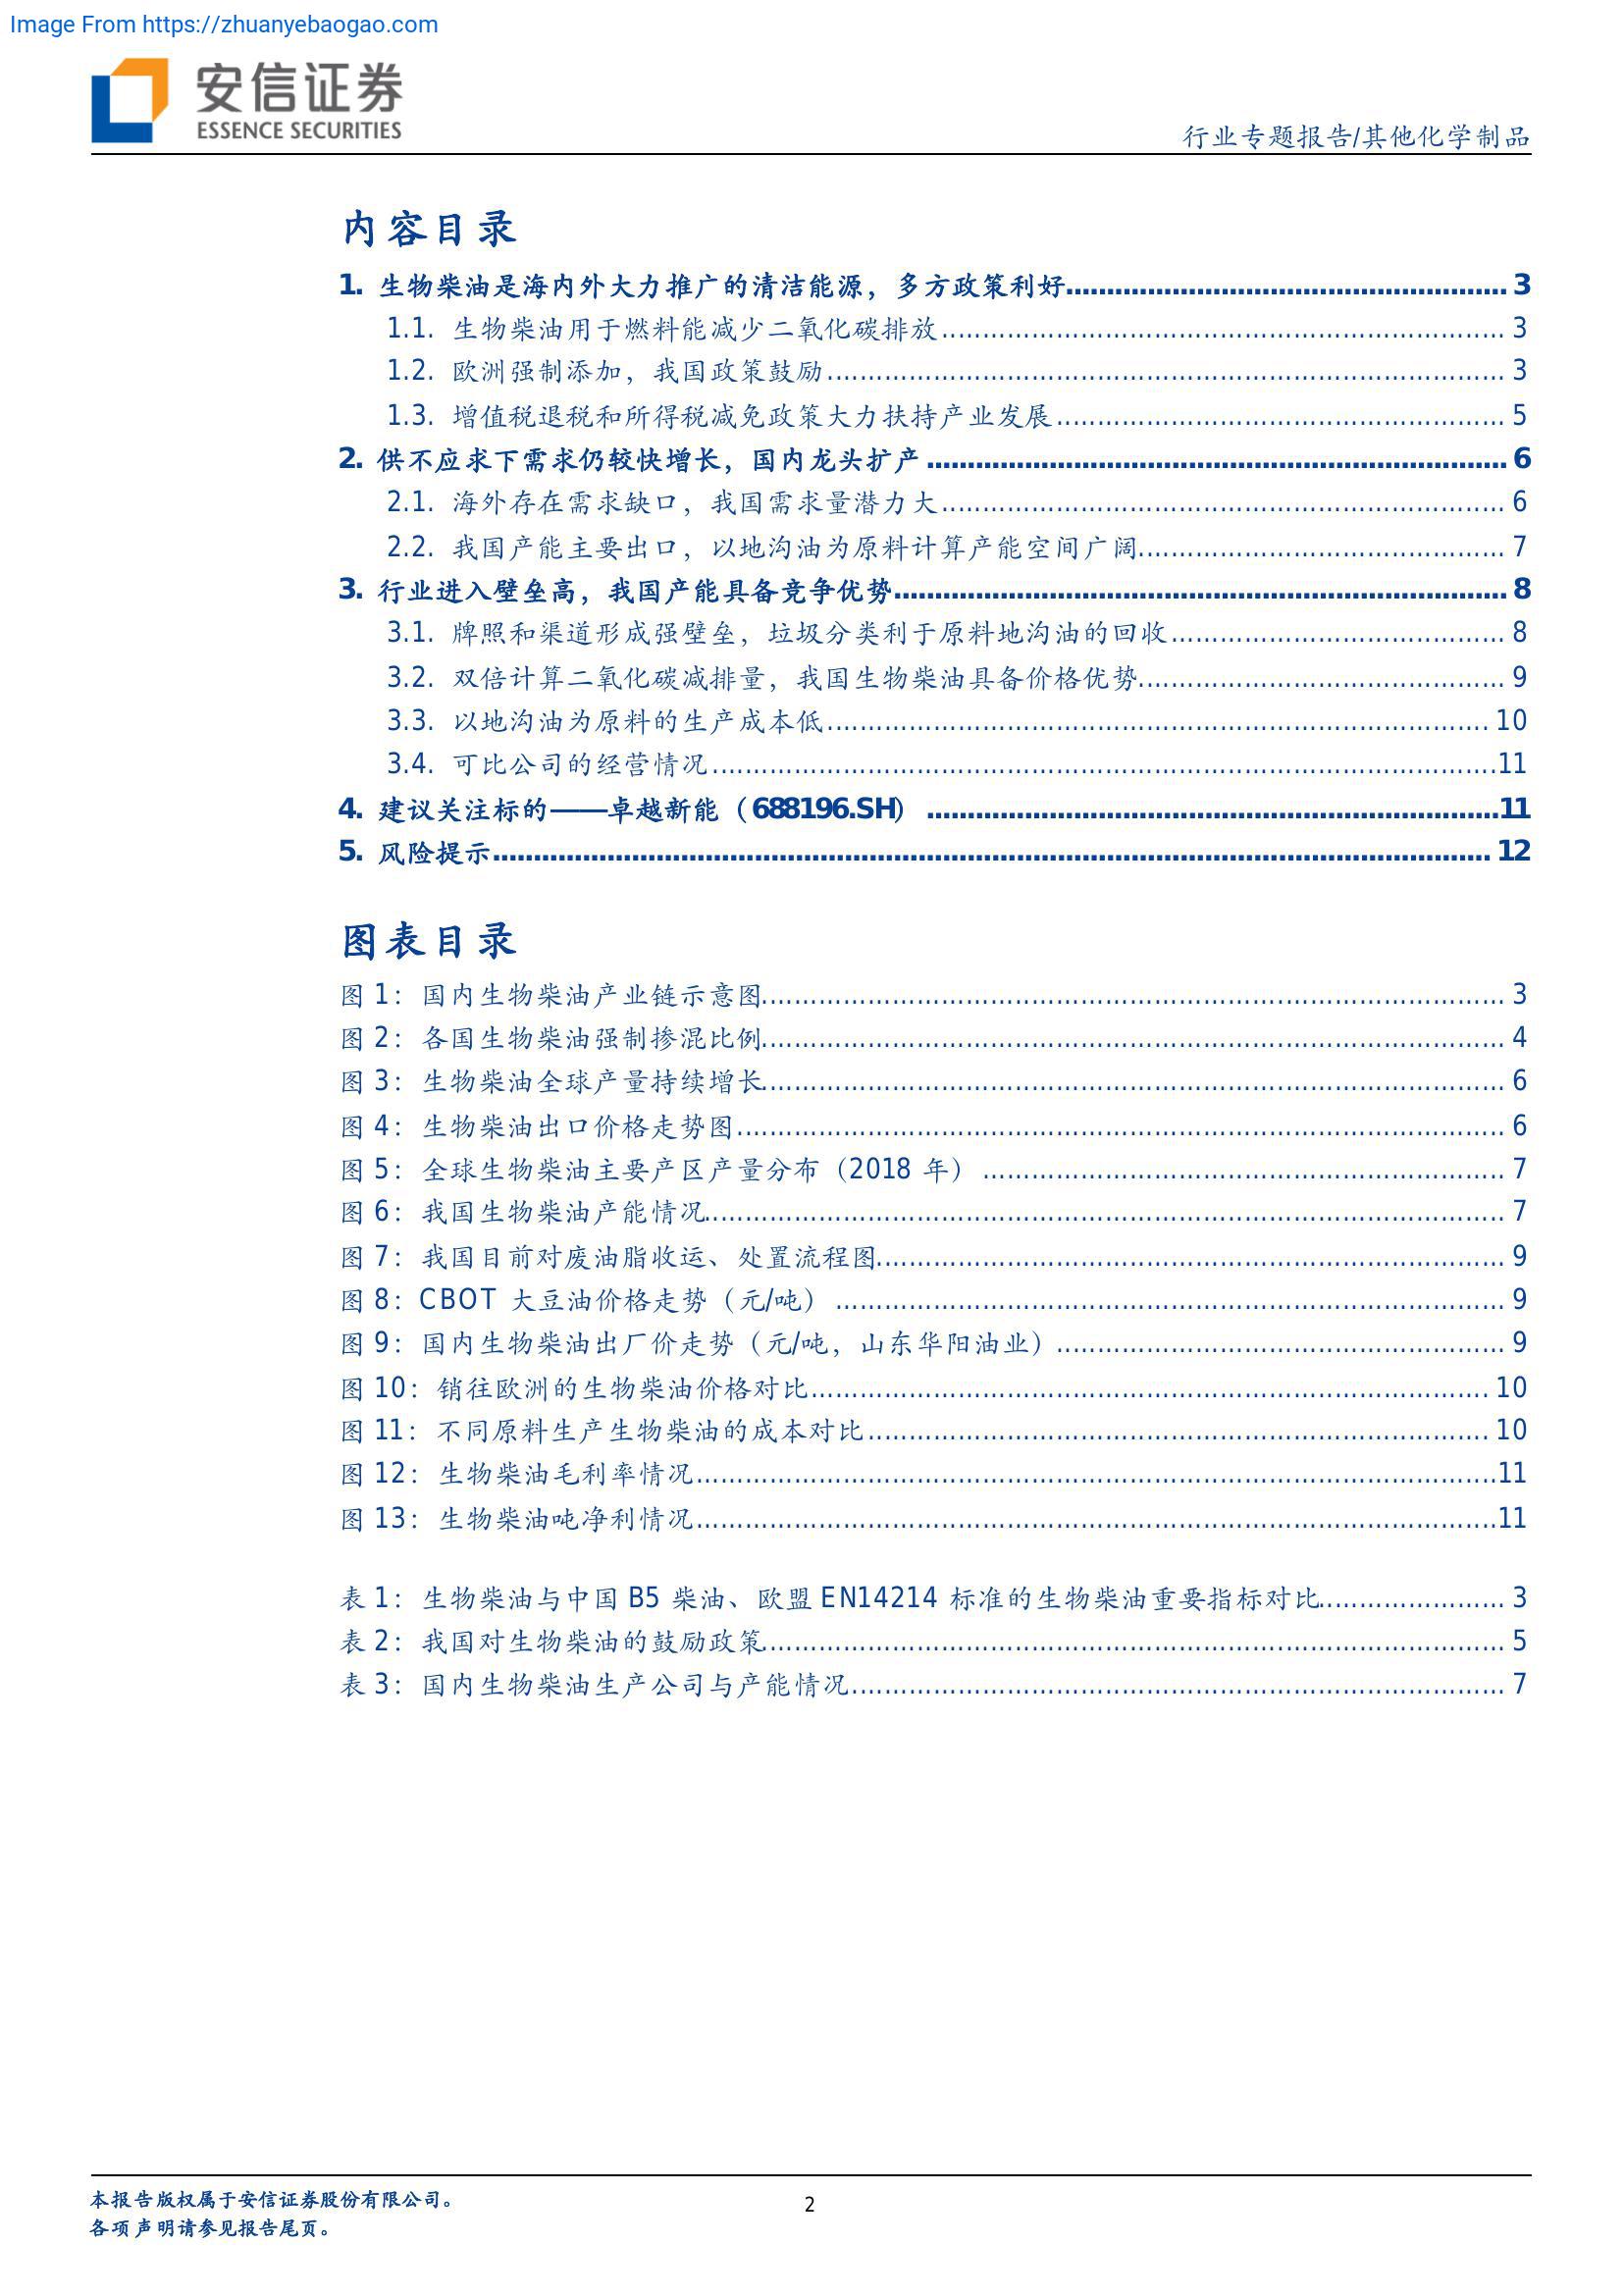 Image From https://zhuanyebaogao.com
安信证券
ESSENCE SECURITIES
行业专题报告/其他化学制品
内容目录
1. 生物柴油是海内外大力推广的清洁能源，多方政策利好 3
1.1. 生物柴油用于燃料能减少二氧化碳排放 3
1.2. 欧洲强制添加，我国政策鼓励 3
1.3. 增值税退税和所得税减免政策大力扶持产业发展 5
2. 供不应求下需求仍较快增长，国内龙头扩产 6
2.1. 海外存在需求缺口，我国需求量潜力大 6
2.2. 我国产能主要出口，以地沟油为原料计算产能空间广阔 7
3. 行业进入壁垒高，我国产能具备竞争优势 8
3.1. 牌照和渠道形成强壁垒，垃圾分类利于原料地沟油的回收 8
3.2. 双倍计算二氧化碳减排量，我国生物柴油具备价格优势 9
3.3. 以地沟油为原料的生产成本低 10
3.4. 可比公司的经营情况 11
4. 建议关注标的——卓越新能（688196.SH） 11
5. 风险提示 12
图表目录
图 1：国内生物柴油产业链示意图 3
图 2：各国生物柴油强制掺混比例 4
图 3：生物柴油全球产量持续增长 6
图 4：生物柴油出口价格走势图 6
图 5：全球生物柴油主要产区产量分布（2018 年） 7
图 6：我国生物柴油产能情况 7
图 7：我国目前对废油脂收运、处置流程图 9
图 8：CBOT 大豆油价格走势（元/吨） 9
图 9：国内生物柴油出厂价走势（元/吨，山东华阳油业） 9
图 10：销往欧洲的生物柴油价格对比 10
图 11：不同原料生产生物柴油的成本对比 10
图 12：生物柴油毛利率情况 11
图 13：生物柴油吨净利情况 11
表 1：生物柴油与中国 B5 柴油、欧盟 EN14214 标准的生物柴油重要指标对比 3
表 2：我国对生物柴油的鼓励政策 5
表 3：国内生物柴油生产公司与产能情况 7
本报告版权属于安信证券股份有限公司。
各项声明请参见报告尾页。
2